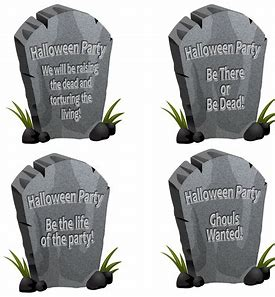 Halloween Party
We will be raising
the dead and
torturing the
living!
Halloween Party
Be There
or
Be Dead!
Halloween Party
Be the life
of the party!
Halloween Party
Ghouls
Wanted!